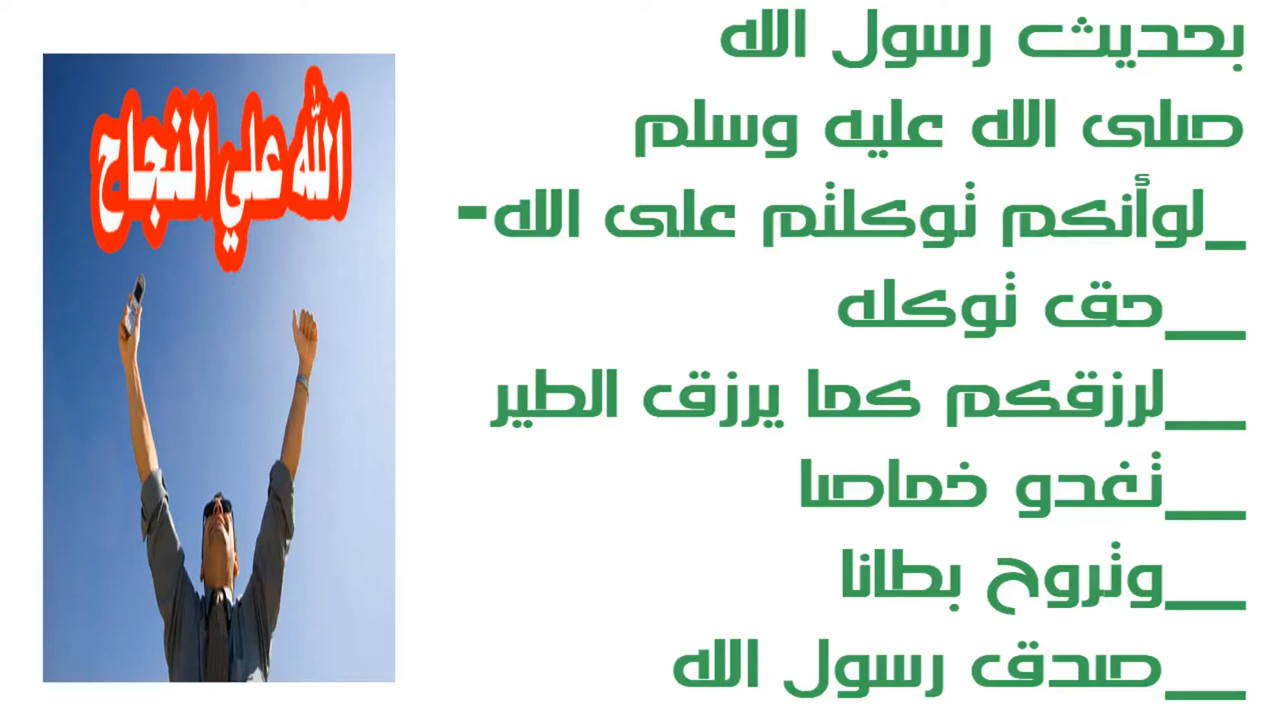 بحديث رسول الله
صلى الله عليه وسلم
_لوأنكم توكلتم على الله-
__حق توكله
__لرزقكم كما يرزق الطير
__تغدو خماصا
__وتروح بطانا
__صدق رسول الله
الله علي النجاح